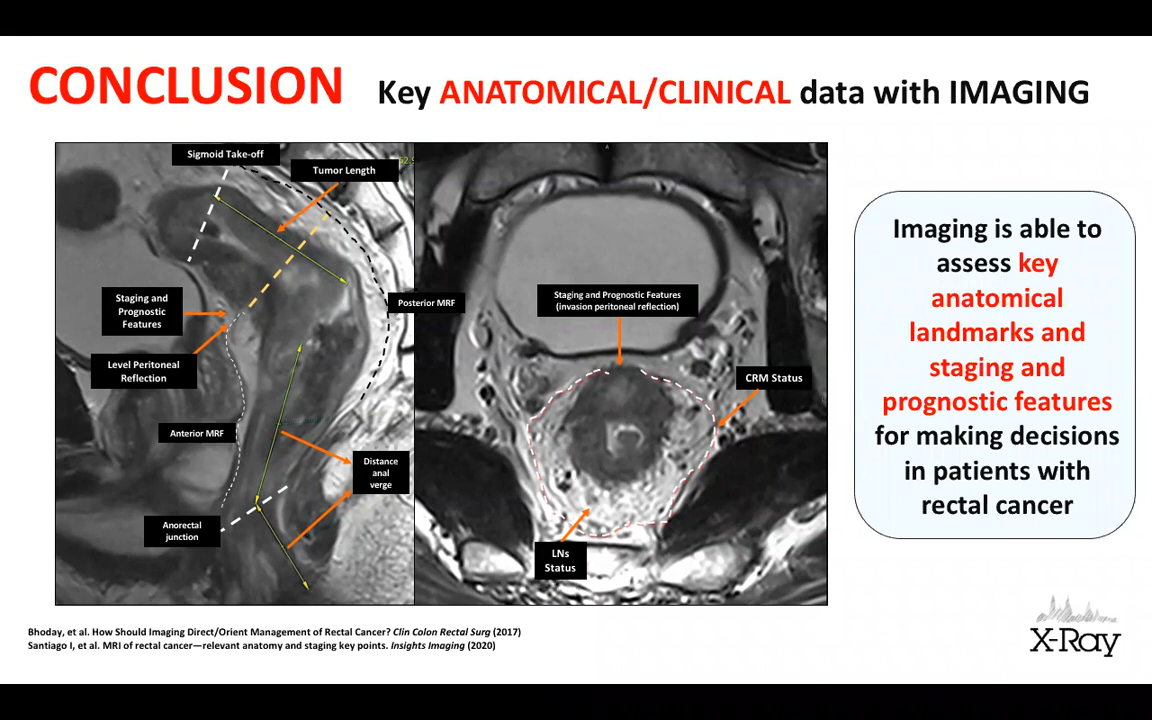 CONCLUSION Key ANATOMICAL/CLINICAL data with IMAGING
Sigmoid Take-off
Tumor Length
Staging and
Prognostic
Features
Level Peritoneal
Reflection
Anterior MRF
Anorectal
junction
Posterior MRF
Distance
anal
verge
A
Staging and Prognostic Features
(invasion peritoneal reflection)
CRM Status
LNs
Status
Imaging is able to
assess key
anatomical
landmarks and
staging and
prognostic features
for making decisions
in patients with
rectal cancer
Bhoday, et al. How Should Imaging Direct/Orient Management of Rectal Cancer? Clin Colon Rectal Surg (2017)
Santiago I, et al. MRI of rectal cancer—relevant anatomy and staging key points. Insights Imaging (2020)
X-Ray